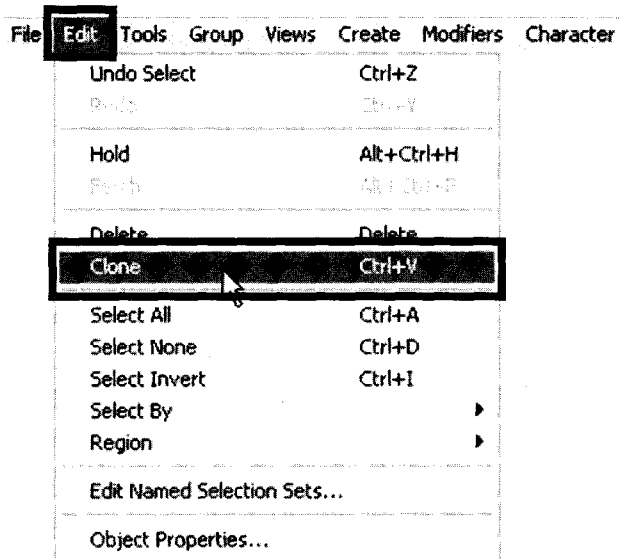 File Edit Tools Group Views Create Modifiers Character
Undo Select Ctrl+Z
Hold Alt+Ctrl+H
Delete Delete
Clone Ctrl+V
Select All Ctrl+A
Select None Ctrl+D
Select Invert Ctrl+I
Select By
Region
Edit Named Selection Sets...
Object Properties...